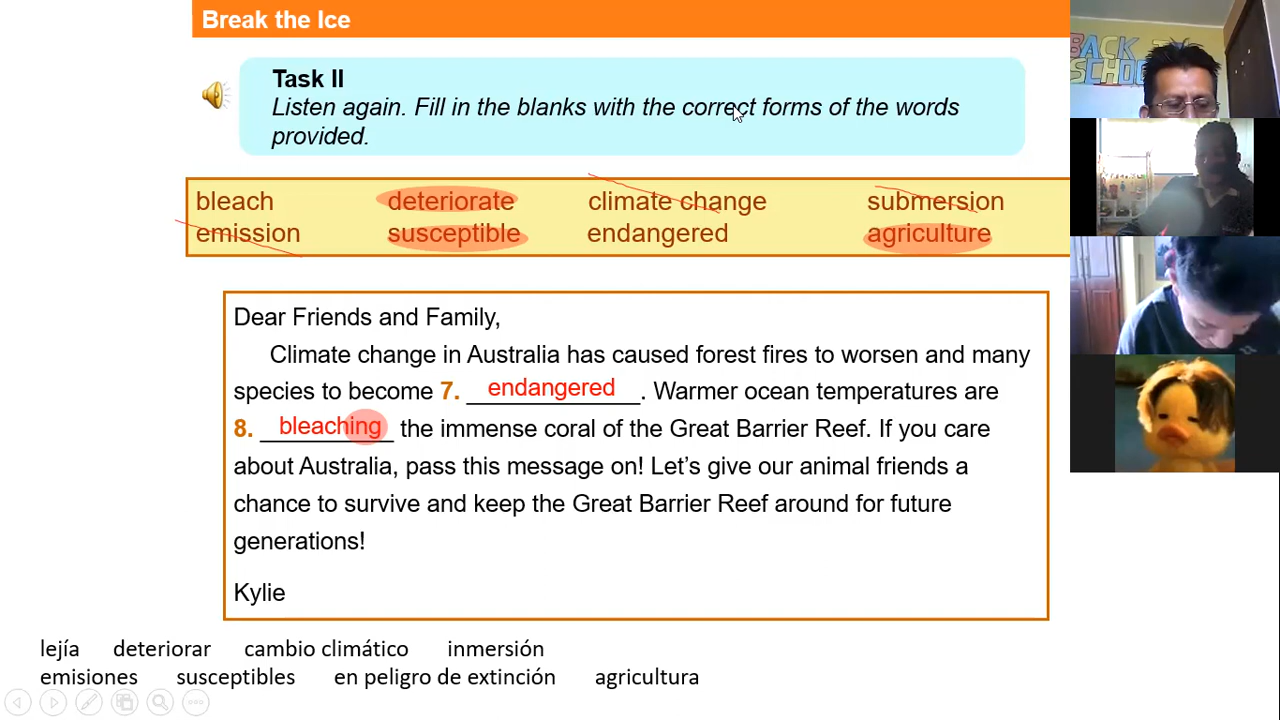 Break the Ice
BACK TO
SCHOOL
Task II
Listen again. Fill in the blanks with the correct forms of the words
provided.
bleach deteriorate climate change submersion
emission susceptible endangered agriculture
Dear Friends and Family,
Climate change in Australia has caused forest fires to worsen and many
species to become 7. endangered. Warmer ocean temperatures are
8. bleaching the immense coral of the Great Barrier Reef. If you care
about Australia, pass this message on! Let’s give our animal friends a
chance to survive and keep the Great Barrier Reef around for future
generations!
Kylie
lejía deteriorar cambio climático inmersión
emisiones susceptibles en peligro de extinción agricultura